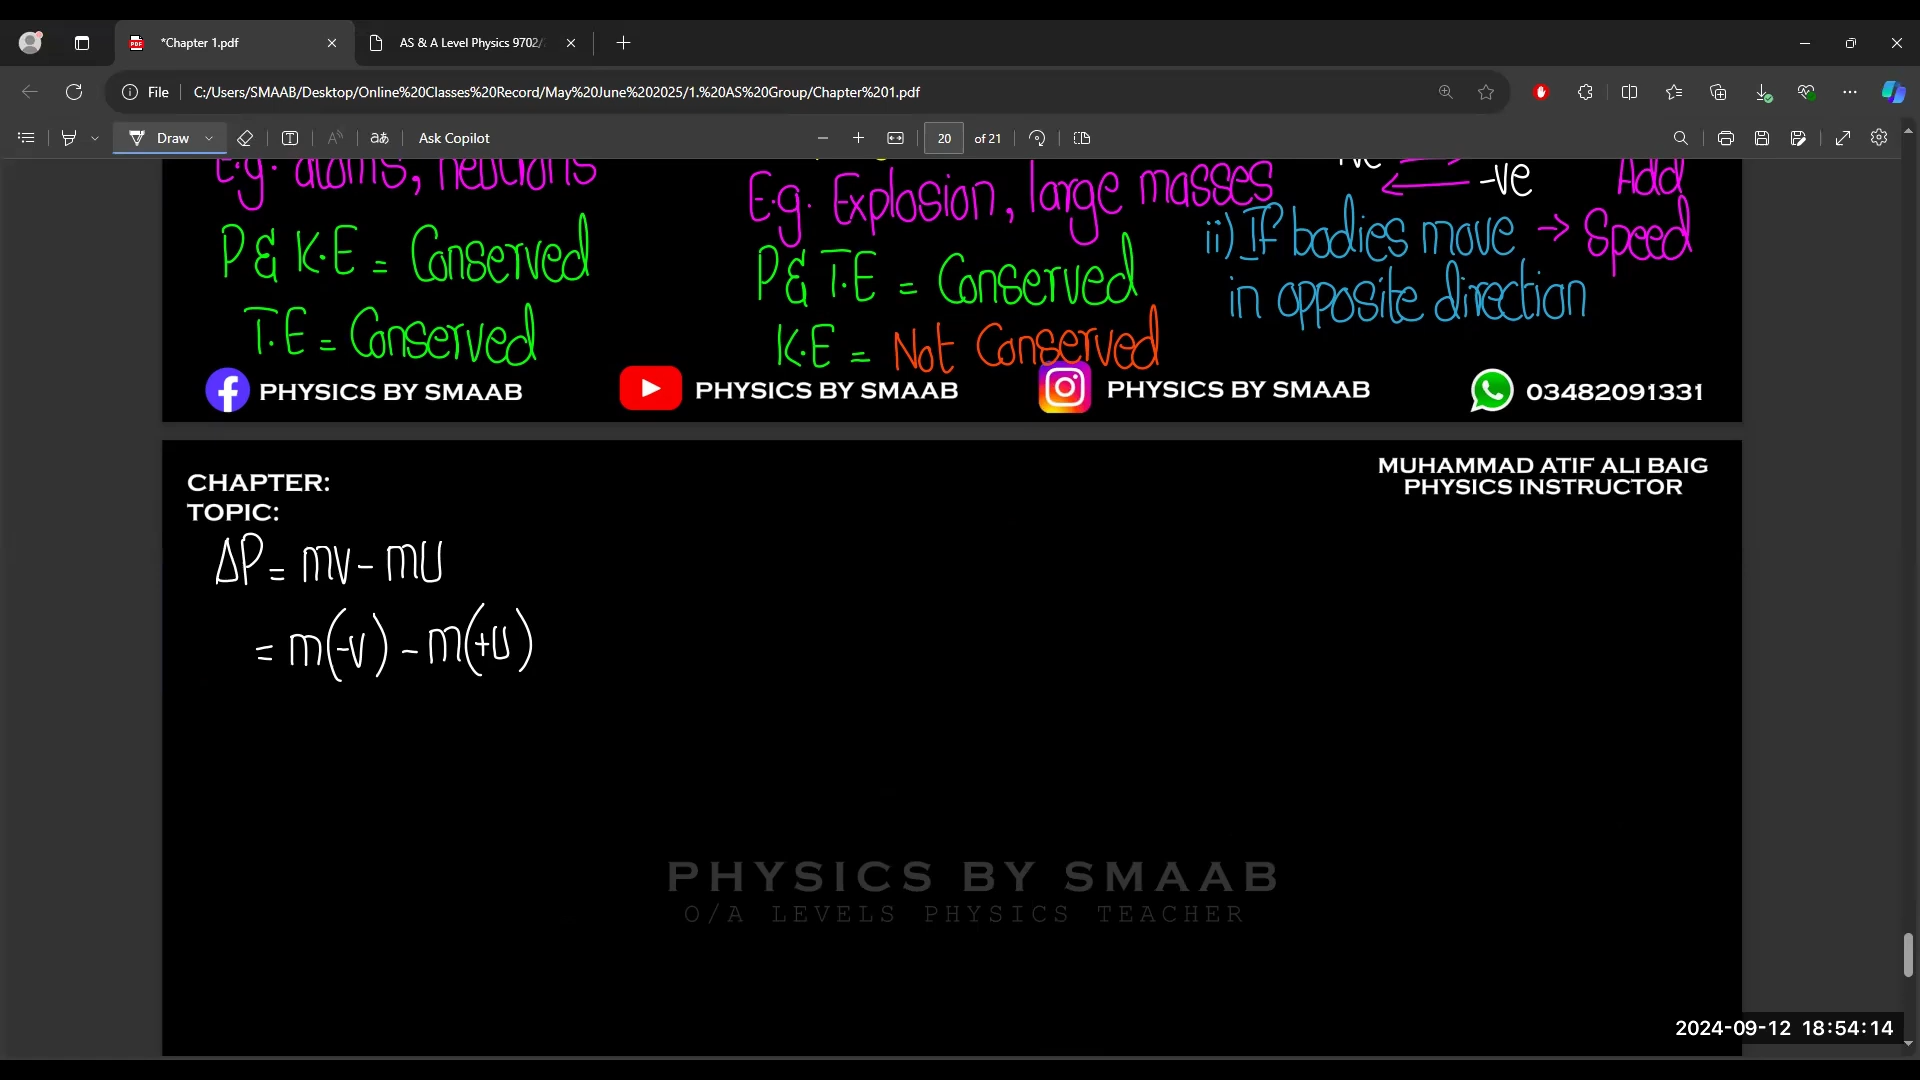 *Chapter 1.pdf
AS & A Level Physics 9702/
File
C:/Users/SMAAB/Desktop/Online%20Classes%20Record/May%20June%202025/1.%20AS%20Group/Chapter%201.pdf
Draw
aあ
Ask Copilot
20 of 21
E.g. atoms, neutrons
P & K.E = Conserved
T.E = Conserved
E.g. Explosion, large masses
P & T.E = Conserved
K.E = Not Conserved
-ve
Add
ii) If bodies move → Speed
in opposite direction
PHYSICS BY SMAAB
PHYSICS BY SMAAB
PHYSICS BY SMAAB
03482091331
CHAPTER:
TOPIC:
MUHAMMAD ATIF ALI BAIG
PHYSICS INSTRUCTOR
ΔP = mv - mU
= m(-v) - m(+U)
PHYSICS BY SMAAB
O/A LEVELS PHYSICS TEACHER
2024-09-12 18:54:14